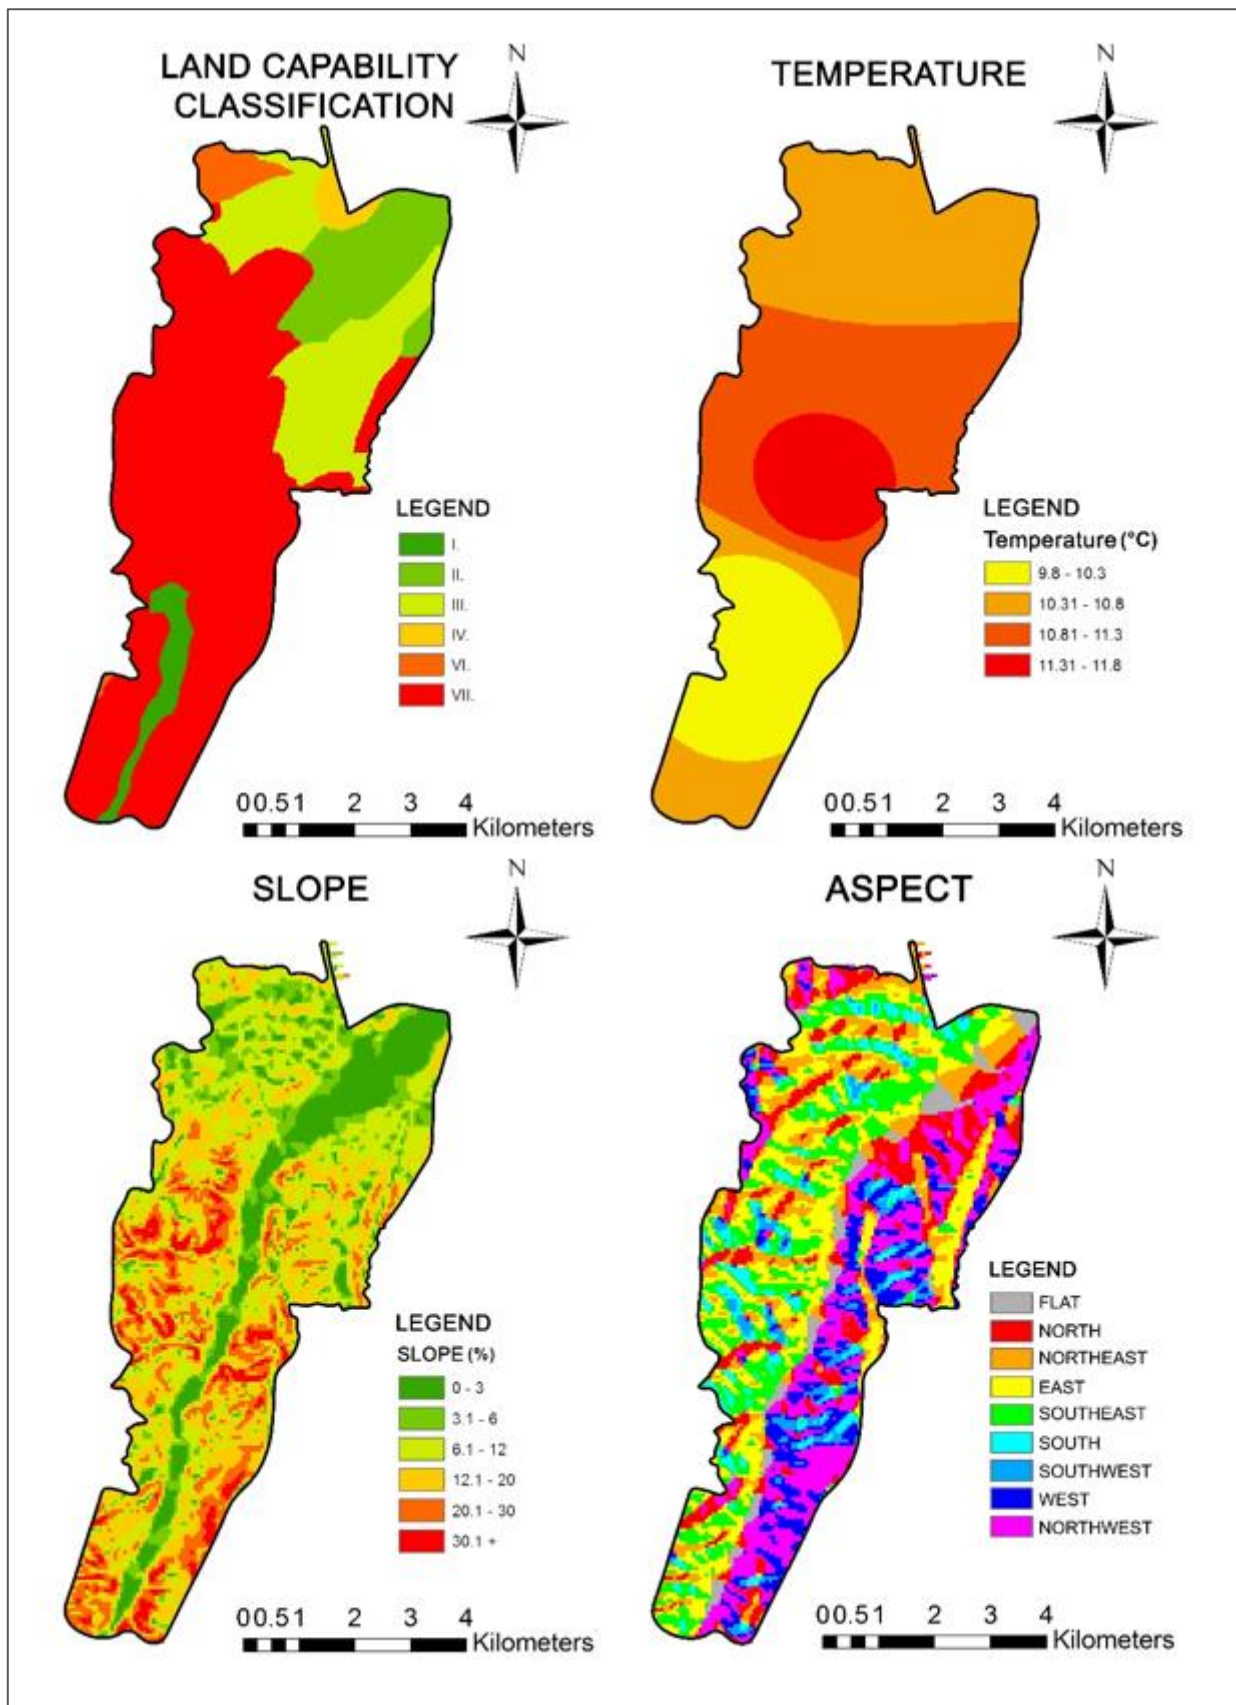 LAND CAPABILITY
CLASSIFICATION
N
LEGEND
I.
II.
III.
IV.
VI.
VII.
00.51 2 3 4
Kilometers
TEMPERATURE
N
LEGEND
Temperature (°C)
9.8 - 10.3
10.31 - 10.8
10.81 - 11.3
11.31 - 11.8
00.51 2 3 4
Kilometers
SLOPE
N
LEGEND
SLOPE (%)
0 - 3
3.1 - 6
6.1 - 12
12.1 - 20
20.1 - 30
30.1 +
00.51 2 3 4
Kilometers
ASPECT
N
LEGEND
FLAT
NORTH
NORTHEAST
EAST
SOUTHEAST
SOUTH
SOUTHWEST
WEST
NORTHWEST
00.51 2 3 4
Kilometers